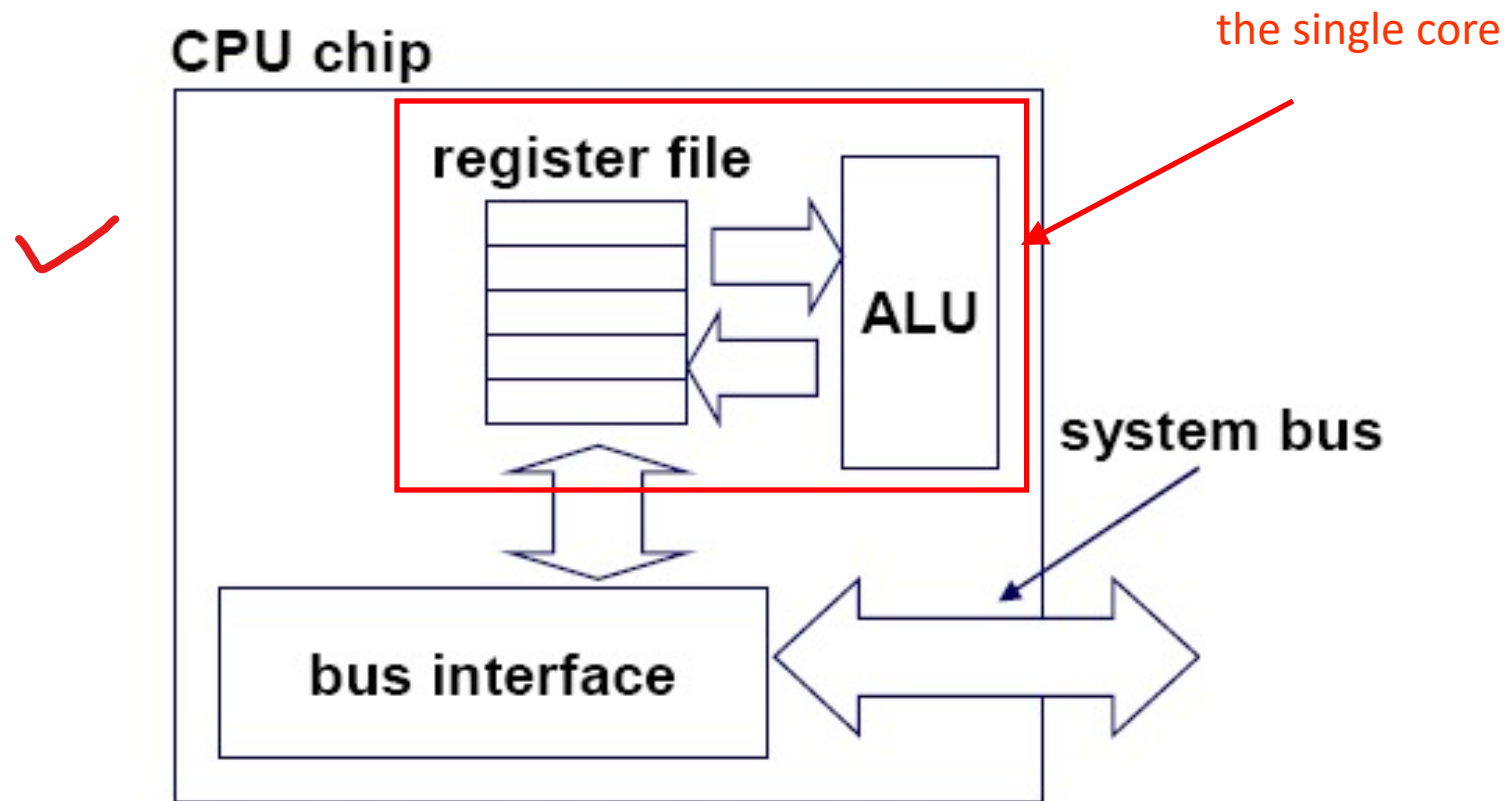 the single core
CPU chip
register file
ALU
system bus
bus interface